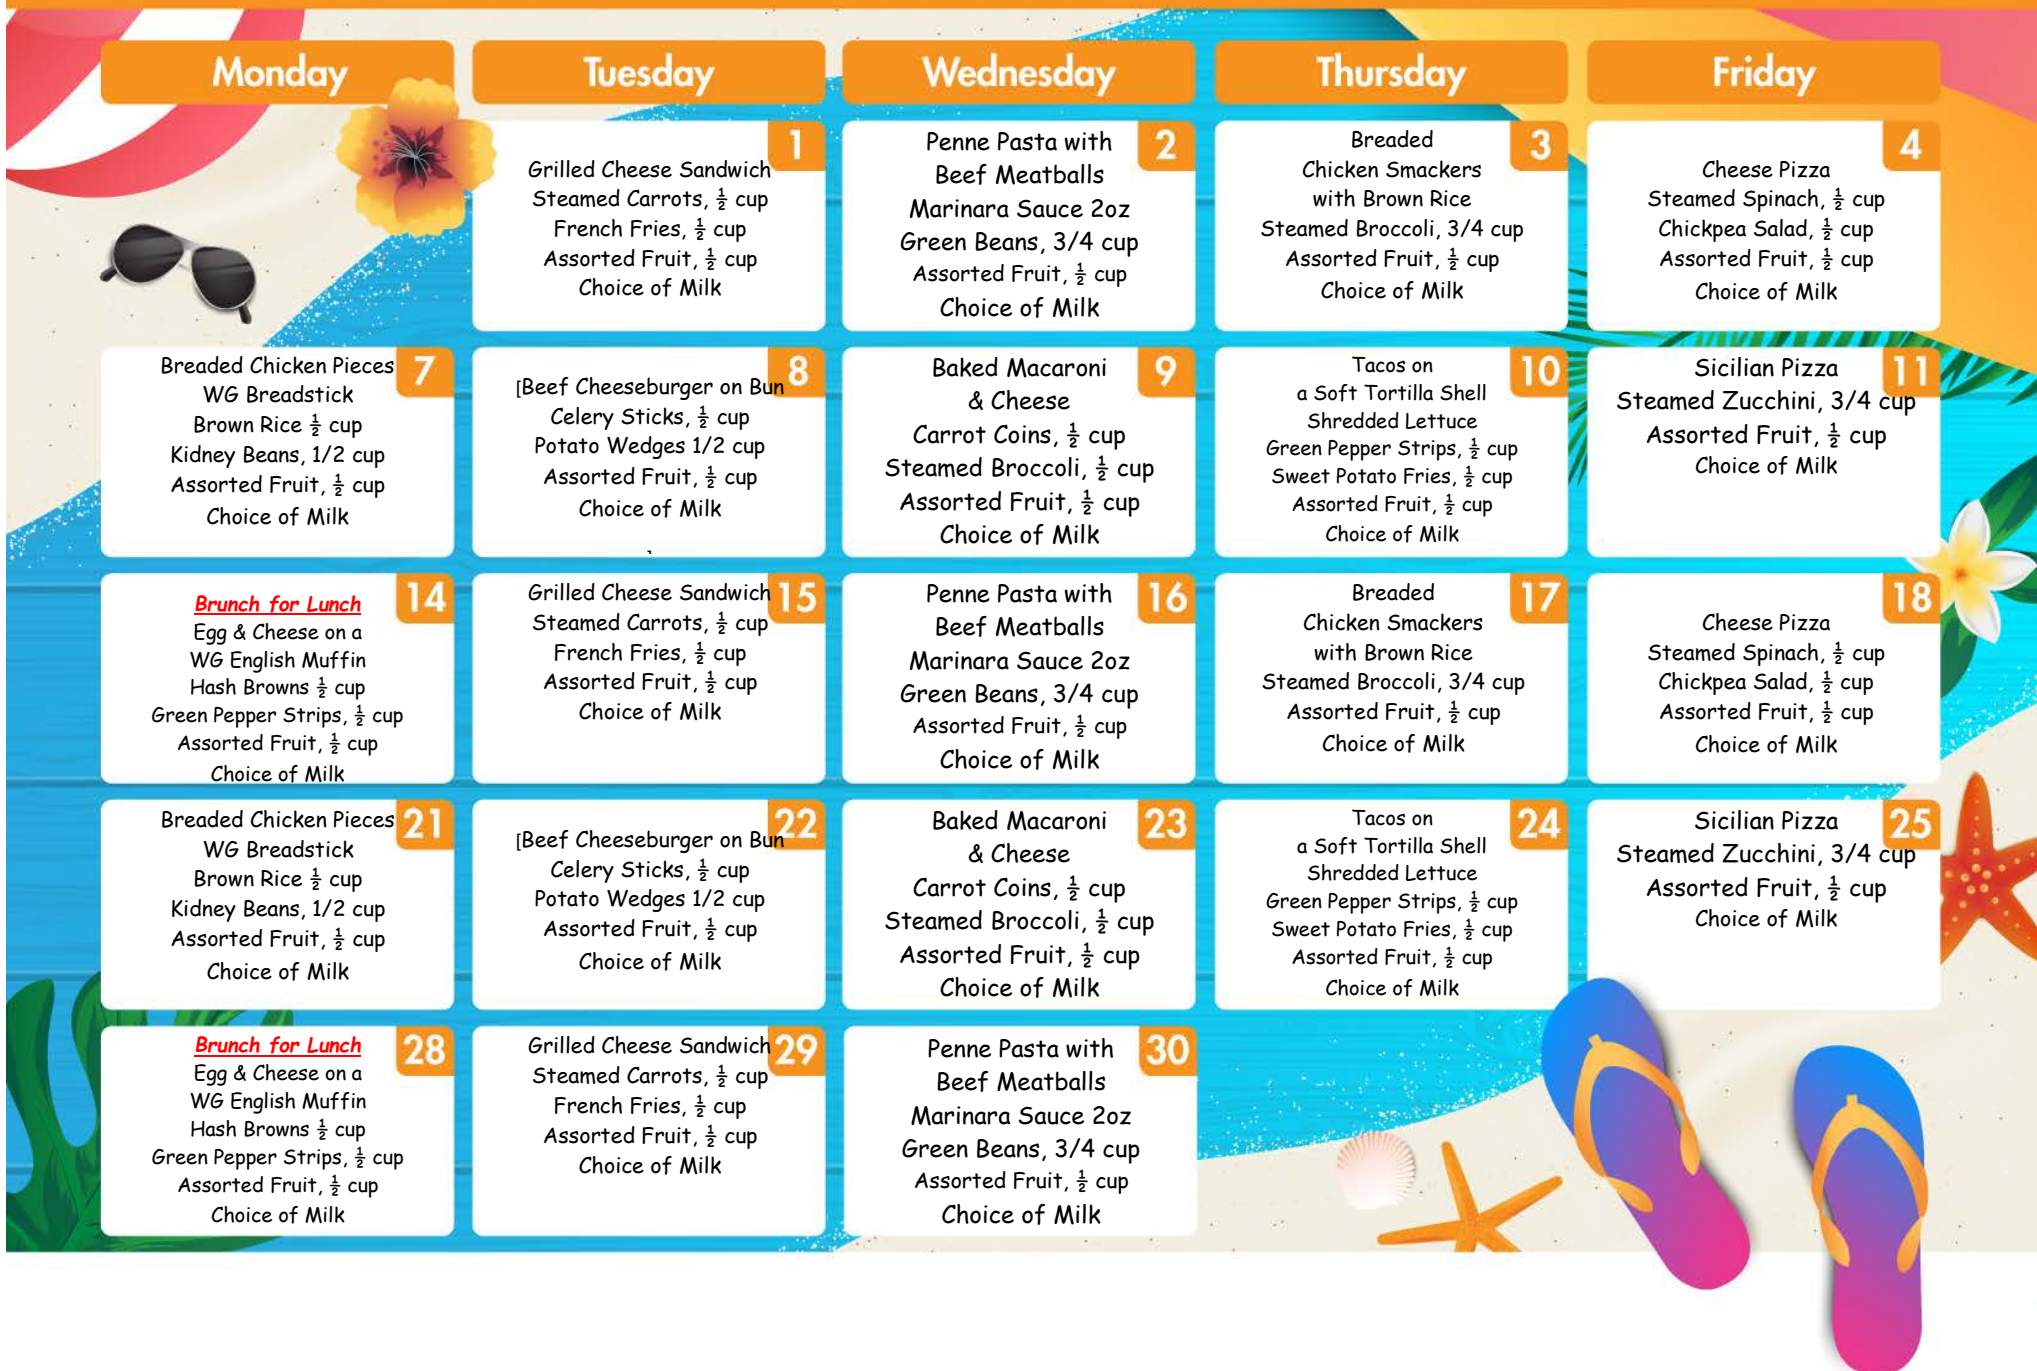 Monday
Tuesday
Wednesday
Thursday
Friday
1
Grilled Cheese Sandwich
Steamed Carrots, ½ cup
French Fries, ½ cup
Assorted Fruit, ½ cup
Choice of Milk
2
Penne Pasta with
Beef Meatballs
Marinara Sauce 2oz
Green Beans, 3/4 cup
Assorted Fruit, ½ cup
Choice of Milk
3
Breaded
Chicken Smackers
with Brown Rice
Steamed Broccoli, 3/4 cup
Assorted Fruit, ½ cup
Choice of Milk
4
Cheese Pizza
Steamed Spinach, ½ cup
Chickpea Salad, ½ cup
Assorted Fruit, ½ cup
Choice of Milk
7
Breaded Chicken Pieces
WG Breadstick
Brown Rice ½ cup
Kidney Beans, 1/2 cup
Assorted Fruit, ½ cup
Choice of Milk
8
[Beef Cheeseburger on Bun
Celery Sticks, ½ cup
Potato Wedges 1/2 cup
Assorted Fruit, ½ cup
Choice of Milk
]
9
Baked Macaroni
& Cheese
Carrot Coins, ½ cup
Steamed Broccoli, ½ cup
Assorted Fruit, ½ cup
Choice of Milk
10
Tacos on
a Soft Tortilla Shell
Shredded Lettuce
Green Pepper Strips, ½ cup
Sweet Potato Fries, ½ cup
Assorted Fruit, ½ cup
Choice of Milk
11
Sicilian Pizza
Steamed Zucchini, 3/4 cup
Assorted Fruit, ½ cup
Choice of Milk
14
Brunch for Lunch
Egg & Cheese on a
WG English Muffin
Hash Browns ½ cup
Green Pepper Strips, ½ cup
Assorted Fruit, ½ cup
Choice of Milk
15
Grilled Cheese Sandwich
Steamed Carrots, ½ cup
French Fries, ½ cup
Assorted Fruit, ½ cup
Choice of Milk
16
Penne Pasta with
Beef Meatballs
Marinara Sauce 2oz
Green Beans, 3/4 cup
Assorted Fruit, ½ cup
Choice of Milk
17
Breaded
Chicken Smackers
with Brown Rice
Steamed Broccoli, 3/4 cup
Assorted Fruit, ½ cup
Choice of Milk
18
Cheese Pizza
Steamed Spinach, ½ cup
Chickpea Salad, ½ cup
Assorted Fruit, ½ cup
Choice of Milk
21
Breaded Chicken Pieces
WG Breadstick
Brown Rice ½ cup
Kidney Beans, 1/2 cup
Assorted Fruit, ½ cup
Choice of Milk
22
[Beef Cheeseburger on Bun
Celery Sticks, ½ cup
Potato Wedges 1/2 cup
Assorted Fruit, ½ cup
Choice of Milk
23
Baked Macaroni
& Cheese
Carrot Coins, ½ cup
Steamed Broccoli, ½ cup
Assorted Fruit, ½ cup
Choice of Milk
24
Tacos on
a Soft Tortilla Shell
Shredded Lettuce
Green Pepper Strips, ½ cup
Sweet Potato Fries, ½ cup
Assorted Fruit, ½ cup
Choice of Milk
25
Sicilian Pizza
Steamed Zucchini, 3/4 cup
Assorted Fruit, ½ cup
Choice of Milk
28
Brunch for Lunch
Egg & Cheese on a
WG English Muffin
Hash Browns ½ cup
Green Pepper Strips, ½ cup
Assorted Fruit, ½ cup
Choice of Milk
29
Grilled Cheese Sandwich
Steamed Carrots, ½ cup
French Fries, ½ cup
Assorted Fruit, ½ cup
Choice of Milk
30
Penne Pasta with
Beef Meatballs
Marinara Sauce 2oz
Green Beans, 3/4 cup
Assorted Fruit, ½ cup
Choice of Milk